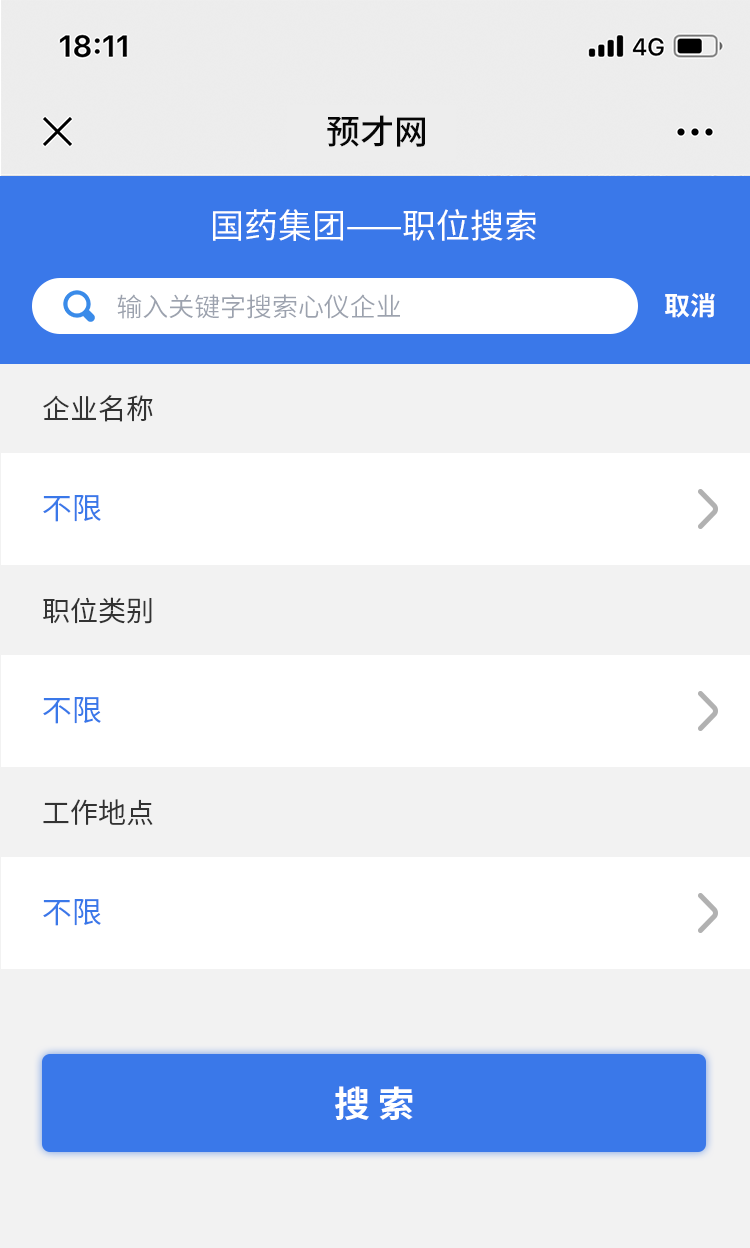 18:11 4G
预才网
国药集团——职位搜索
输入关键字搜索心仪企业 取消
企业名称
不限
职位类别
不限
工作地点
不限
搜索